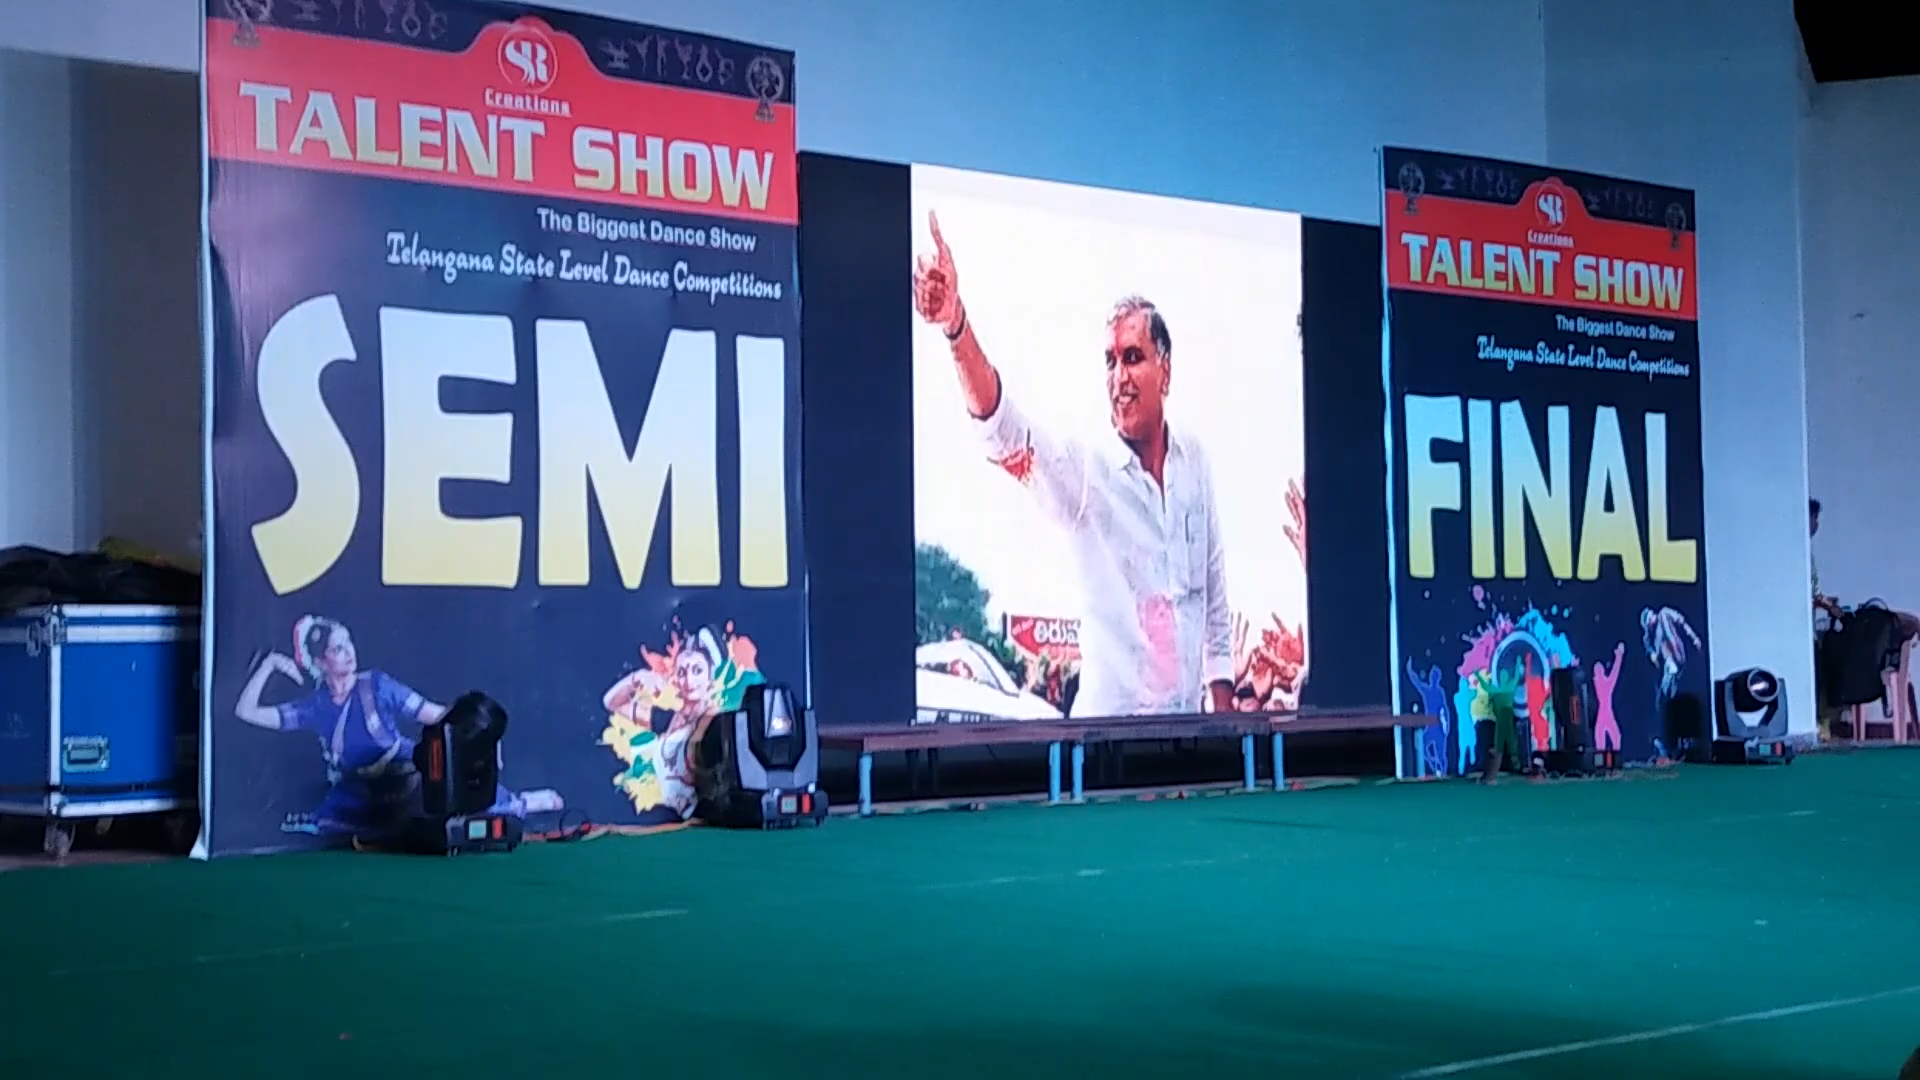 SR
Creations
TALENT SHOW
The Biggest Dance Show
Telangana State Level Dance Competitions
SEMI
తిరుమ
SR
Creations
TALENT SHOW
The Biggest Dance Show
Telangana State Level Dance Competitions
FINAL